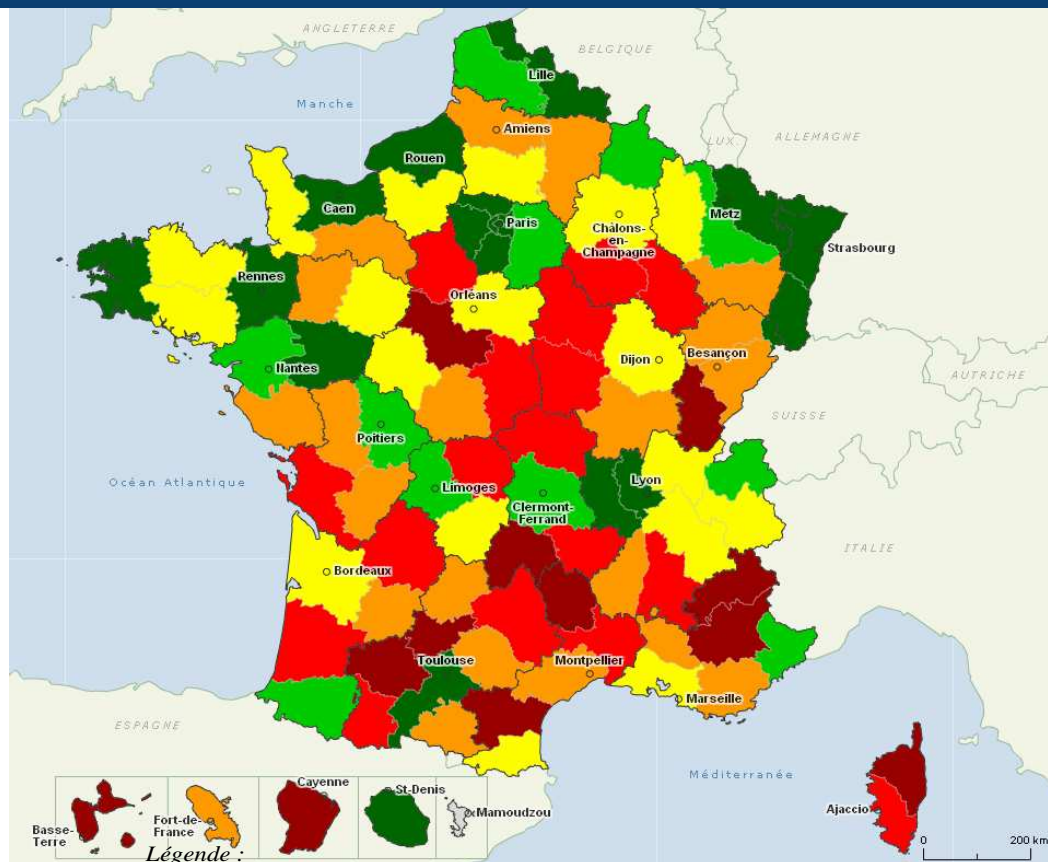 ANGLETERRE
BELGIQUE
Lille
Manche
Amiens
LUX.
ALLEMAGNE
Rouen
Caen
Paris
Metz
Châlons-
en-
Champagne
Strasbourg
Rennes
Orléans
Dijon
Besançon
AUTRICHE
Nantes
SUISSE
Poitiers
Océan Atlantique
Limoges
Lyon
Clermont-
Ferrand
ITALIE
Bordeaux
Toulouse
Montpellier
Marseille
ESPAGNE
Méditerranée
Cayenne
St-Denis
Mamoudzou
Basse-
Terre
Fort-de-
France
Ajaccio
0
200 km
Légende :